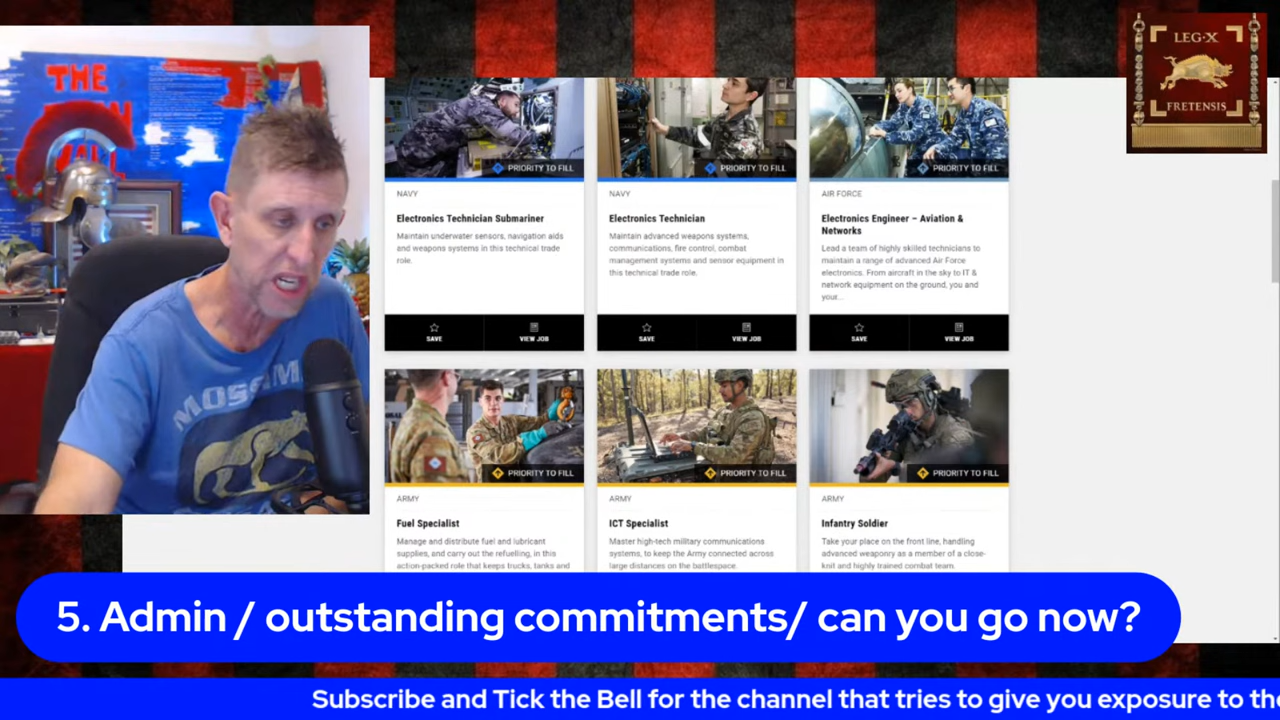 LEG·X
FRETENSIS
THE
PRIORITY TO FILL
PRIORITY TO FILL
PRIORITY TO FILL
NAVY
Electronics Technician Submariner
Maintain underwater sensors, navigation aids
and weapons systems in this technical trade
role.
SAVE
VIEW JOB
NAVY
Electronics Technician
Maintain advanced weapons systems,
communications, fire control, combat
management systems and sensor equipment in
this technical trade role.
SAVE
VIEW JOB
AIR FORCE
Electronics Engineer – Aviation &
Networks
Lead a team of highly skilled technicians to
maintain a range of advanced Air Force
electronics. From aircraft in the sky to IT &
network equipment on the ground, you and
your...
SAVE
VIEW JOB
MOSSM
PRIORITY TO FILL
PRIORITY TO FILL
PRIORITY TO FILL
ARMY
Fuel Specialist
Manage and distribute fuel and lubricant
supplies, and carry out the refuelling, in this
action-packed role that keeps trucks, tanks and
ARMY
ICT Specialist
Master high-tech military communications
systems, to keep the Army connected across
large distances on the battlespace.
ARMY
Infantry Soldier
Take your place on the front line, handling
advanced weaponry as a member of a close-
knit and highly trained combat team.
5. Admin / outstanding commitments/ can you go now?
Subscribe and Tick the Bell for the channel that tries to give you exposure to the